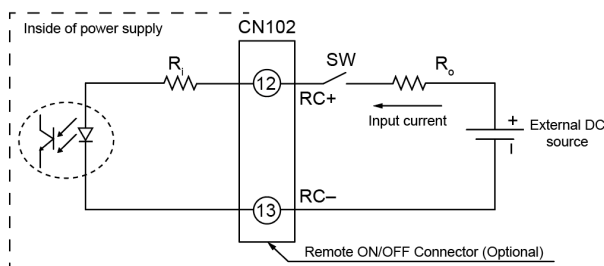 Inside of power supply
CN102
Ri
12
RC+
SW
Ro
Input current
+
External DC
source
13
RC–
Remote ON/OFF Connector (Optional)